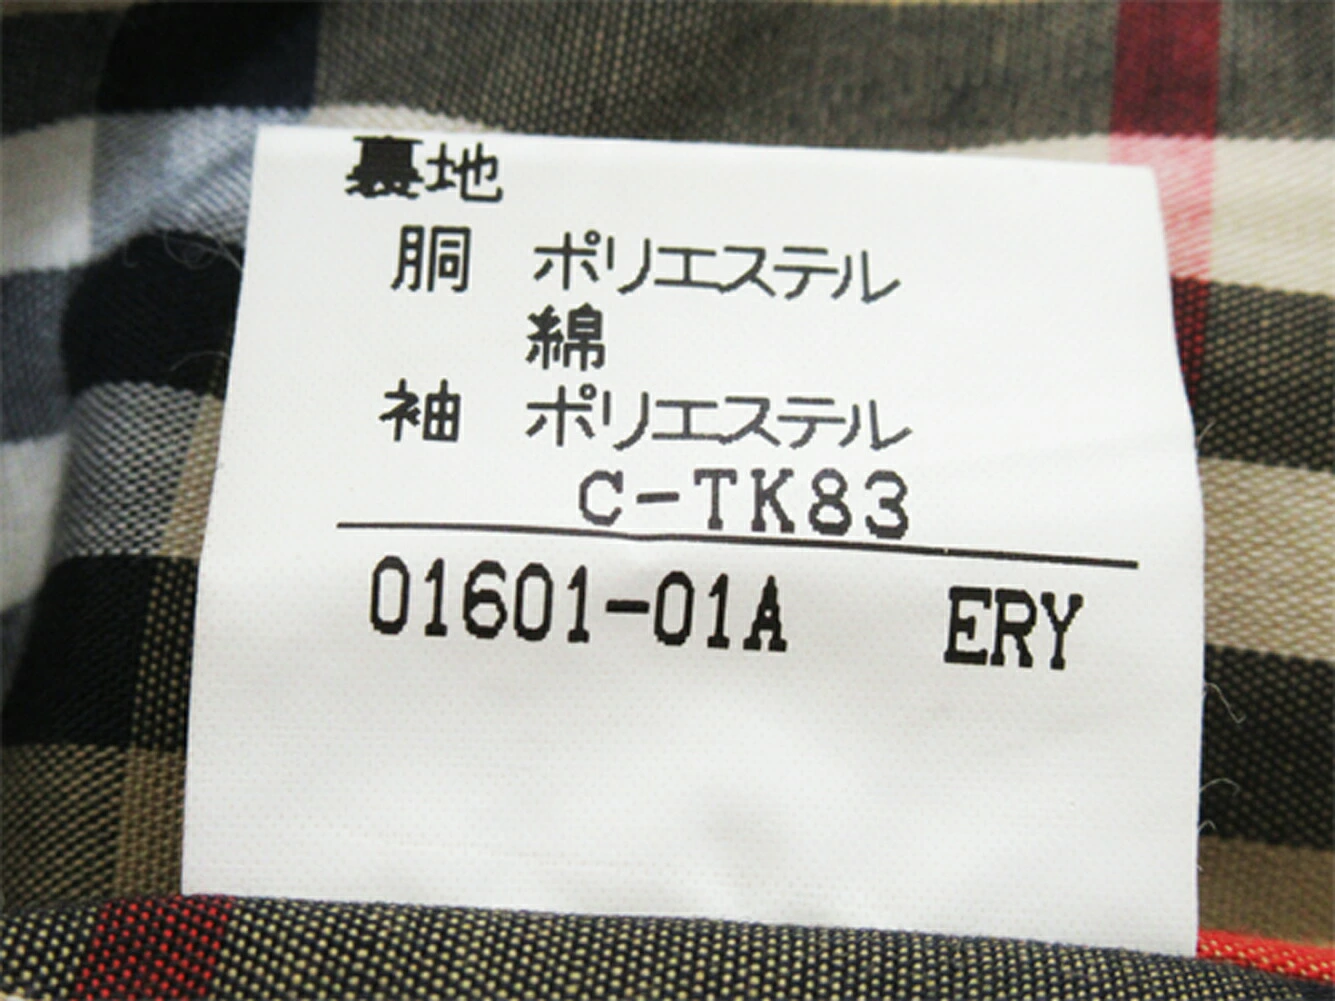 裏地
胴 ポリエステル
綿
袖 ポリエステル
C-TK83
01601-01A ERY